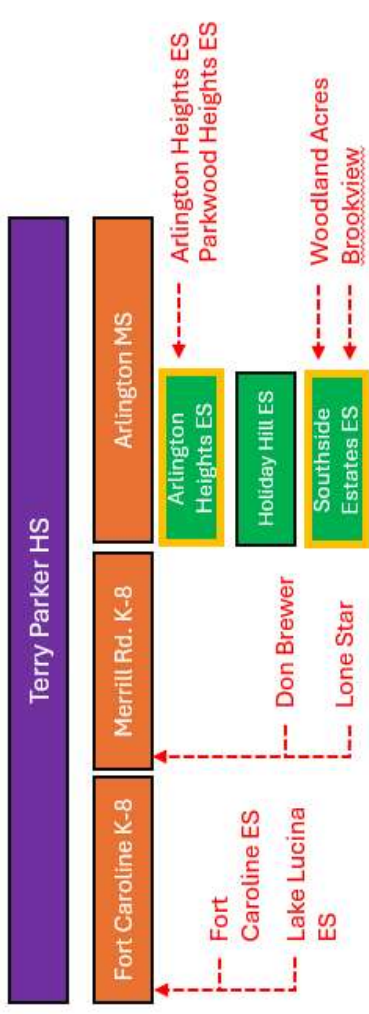 Terry Parker HS
Fort Caroline K-8
Merrill Rd. K-8
Arlington MS
Fort
Caroline ES
Lake Lucina
ES
Don Brewer
Lone Star
Arlington
Heights ES
Holiday Hill ES
Southside
Estates ES
Arlington Heights ES
Parkwood Heights ES
Woodland Acres
Brookview